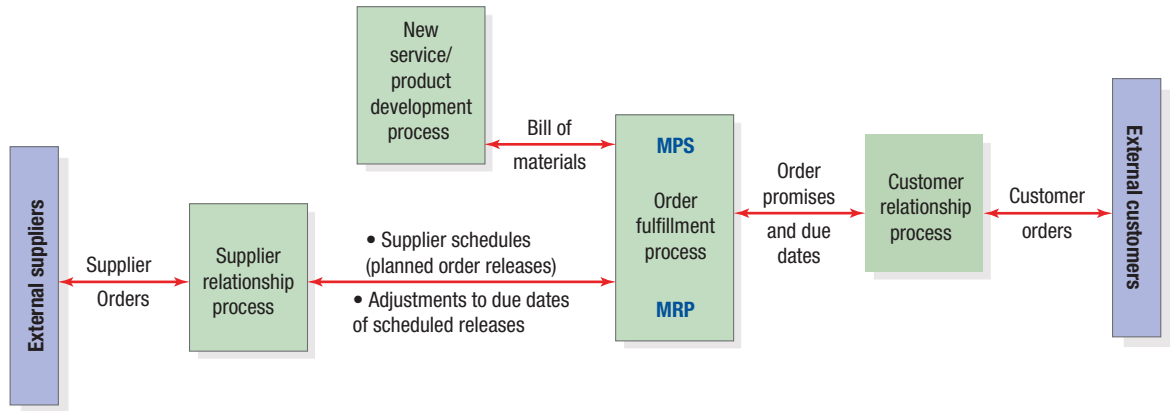 New
service/
product
development
process
Bill of
materials
MPS
Order
fulfillment
process
MRP
Order
promises
and due
dates
Customer
relationship
process
Customer
orders
External customers
External suppliers
Supplier
Orders
Supplier
relationship
process
• Supplier schedules
(planned order releases)
• Adjustments to due dates
of scheduled releases